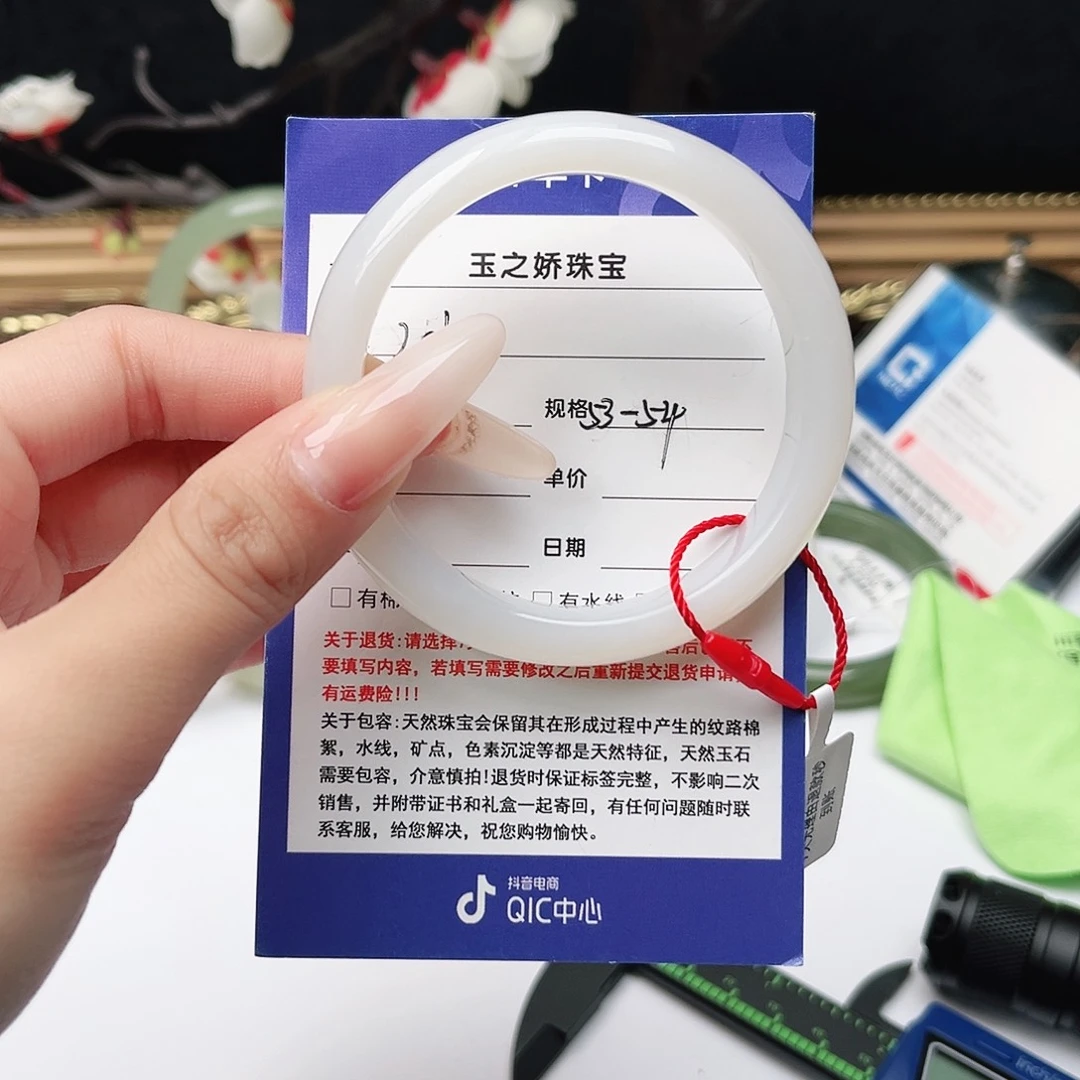 玉之娇珠宝
规格53-54
单价
日期
□有棉
□有水线
关于退货:请选择7
要填写内容，若填写需要修改之后重新提交退货申请
有运费险!!!
关于包容:天然珠宝会保留其在形成过程中产生的纹路棉
絮，水线，矿点，色素沉淀等都是天然特征，天然玉石
需要包容，介意慎拍!退货时保证标签完整，不影响二次
销售，并附带证书和礼盒一起寄回，有任何问题随时联
系客服，给您解决，祝您购物愉快。
抖音电商
QIC中心